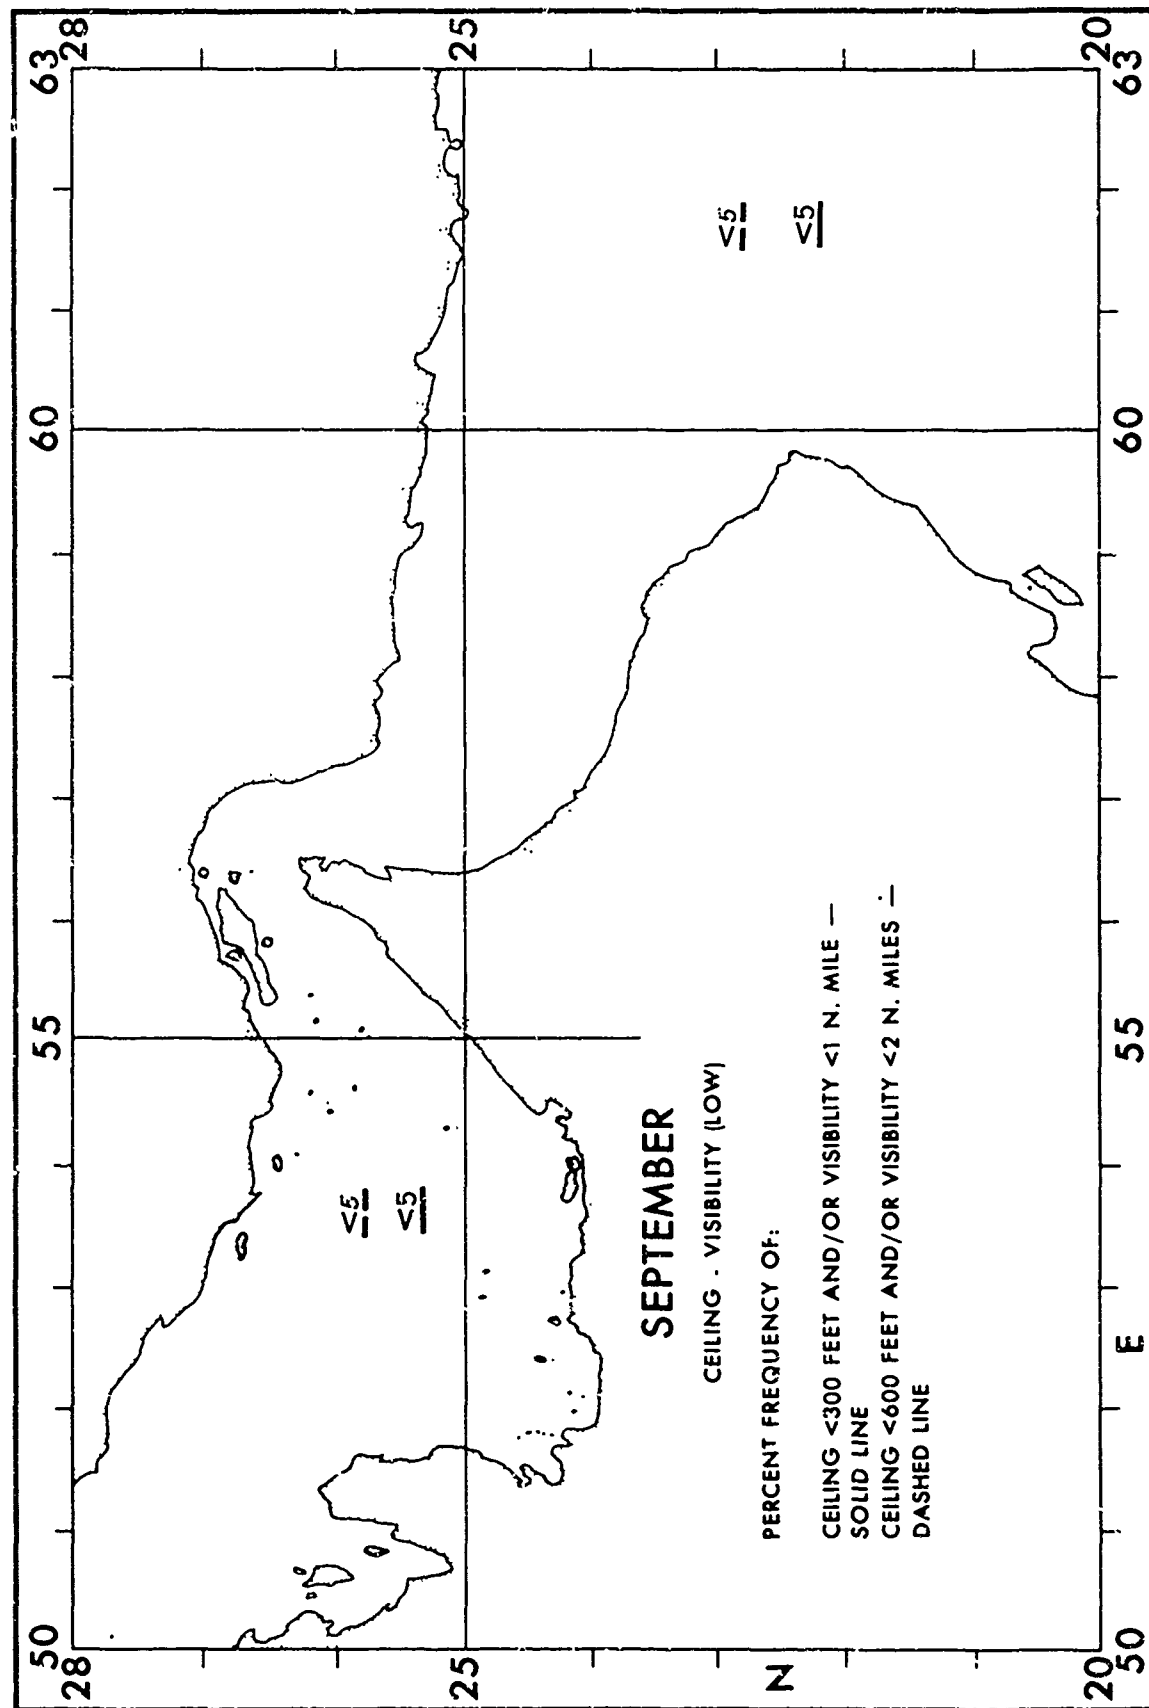 50
55
60
63
28
28
<5
<5
25
25
<5
<5
SEPTEMBER
CEILING - VISIBILITY (LOW)
PERCENT FREQUENCY OF:
CEILING <300 FEET AND/OR VISIBILITY <1 N. MILE —
SOLID LINE
CEILING <600 FEET AND/OR VISIBILITY <2 N. MILES —
DASHED LINE
N
20
20
50
E
55
60
63